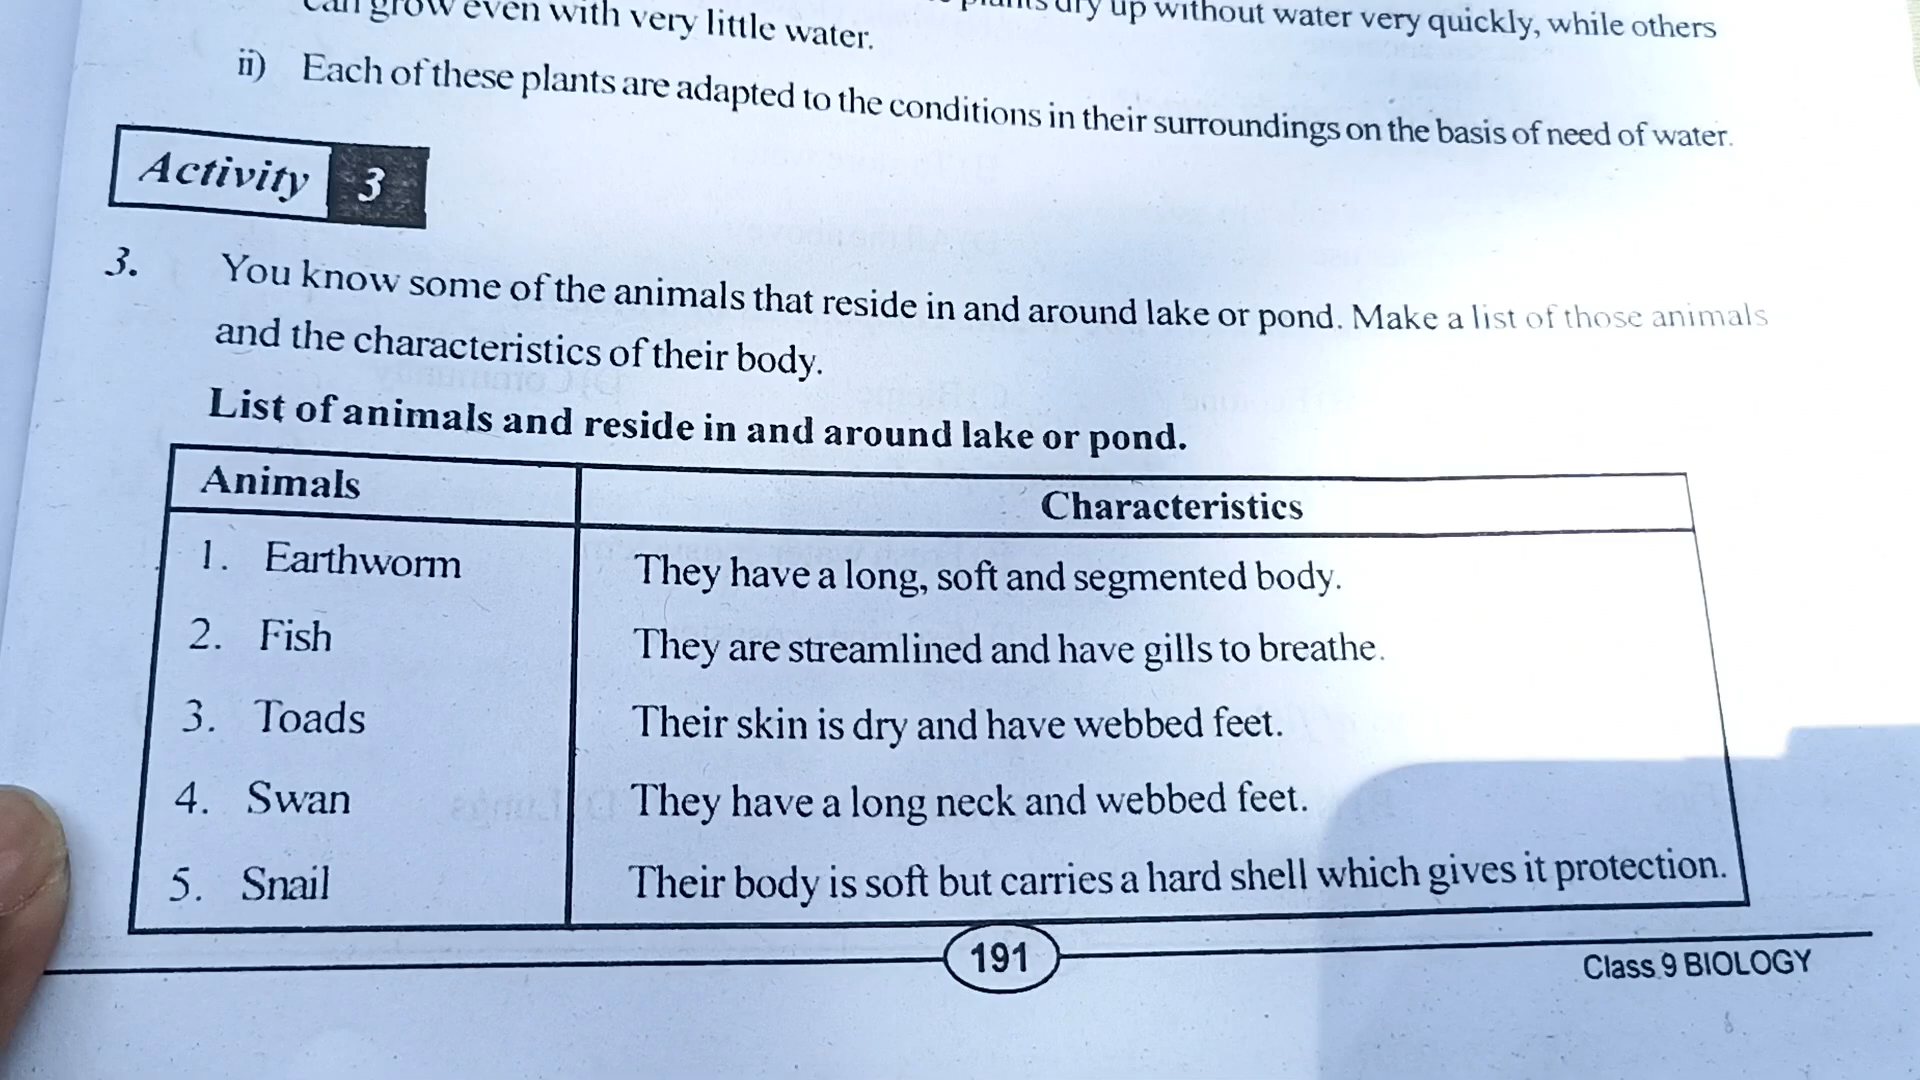 can grow even with very little water.
plants dry up without water very quickly, while others
ii) Each of these plants are adapted to the conditions in their surroundings on the basis of need of water.
Activity 3
3. You know some of the animals that reside in and around lake or pond. Make a list of those animals
and the characteristics of their body.
List of animals and reside in and around lake or pond.
Animals Characteristics
1. Earthworm They have a long, soft and segmented body.
2. Fish They are streamlined and have gills to breathe.
3. Toads Their skin is dry and have webbed feet.
4. Swan They have a long neck and webbed feet.
5. Snail Their body is soft but carries a hard shell which gives it protection.
191
Class 9 BIOLOGY